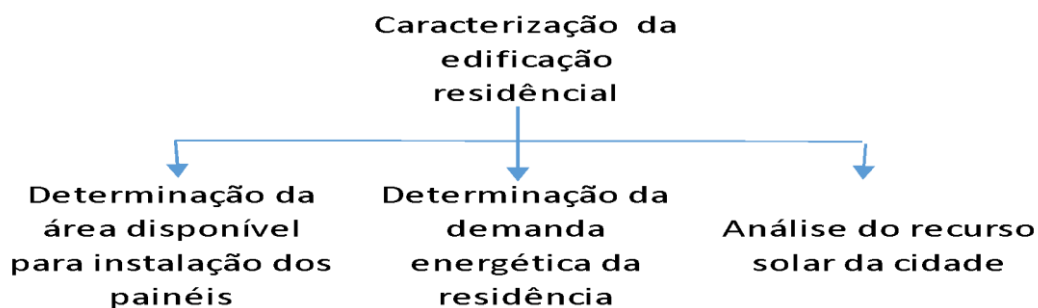 Caracterização da
edificação
residêncial
Determinação da
área disponível
para instalação dos
painéis
Determinação da
demanda
energética da
residência
Análise do recurso
solar da cidade